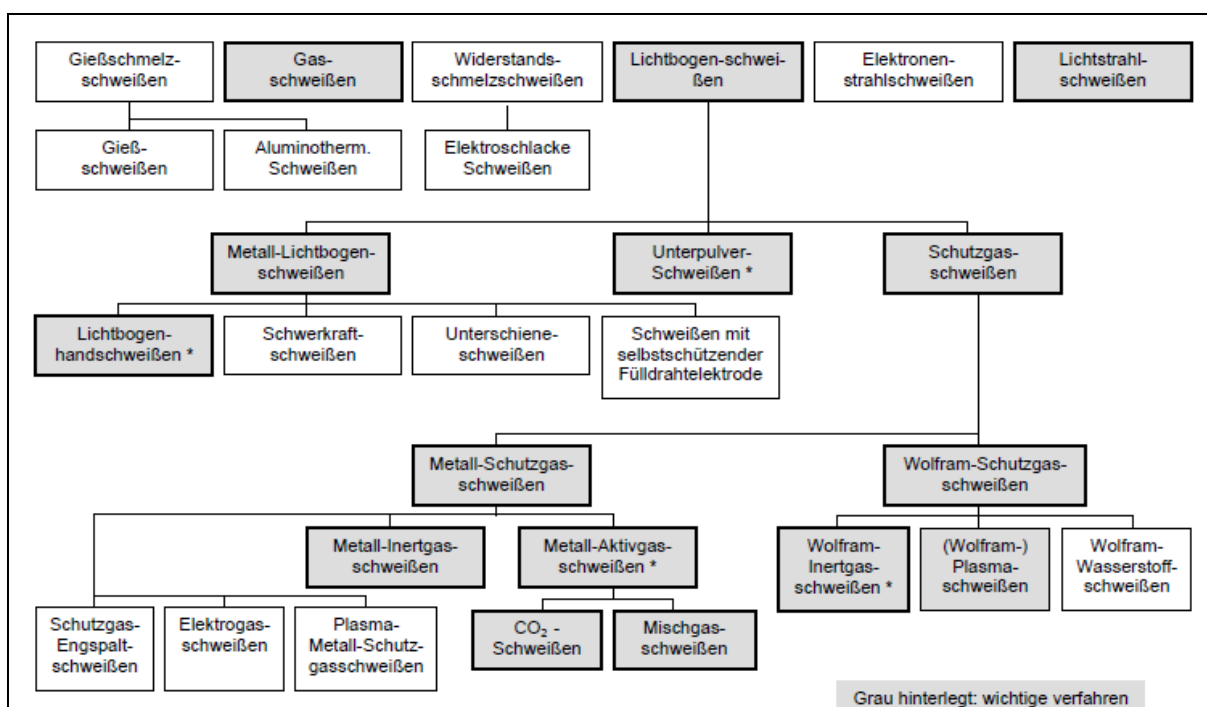 Gießschmelz-
schweißen
Gas-
schweißen
Widerstands-
schmelzschweißen
Lichtbogen-schwei-
ßen
Elektronen-
strahlschweißen
Lichtstrahl-
schweißen
Gieß-
schweißen
Aluminotherm.
Schweißen
Elektroschlacke
Schweißen
Metall-Lichtbogen-
schweißen
Unterpulver-
Schweißen *
Schutzgas-
schweißen
Lichtbogen-
handschweißen *
Schwerkraft-
schweißen
Unterschiene-
schweißen
Schweißen mit
selbstschützender
Fülldrahtelektrode
Metall-Schutzgas-
schweißen
Wolfram-Schutzgas-
schweißen
Metall-Inertgas-
schweißen
Metall-Aktivgas-
schweißen *
Wolfram-
Inertgas-
schweißen *
(Wolfram-)
Plasma-
schweißen
Wolfram-
Wasserstoff-
schweißen
Schutzgas-
Engspalt-
schweißen
Elektrogas-
schweißen
Plasma-
Metall-Schutz-
gasschweißen
CO₂ -
Schweißen
Mischgas-
schweißen
Grau hinterlegt: wichtige verfahren